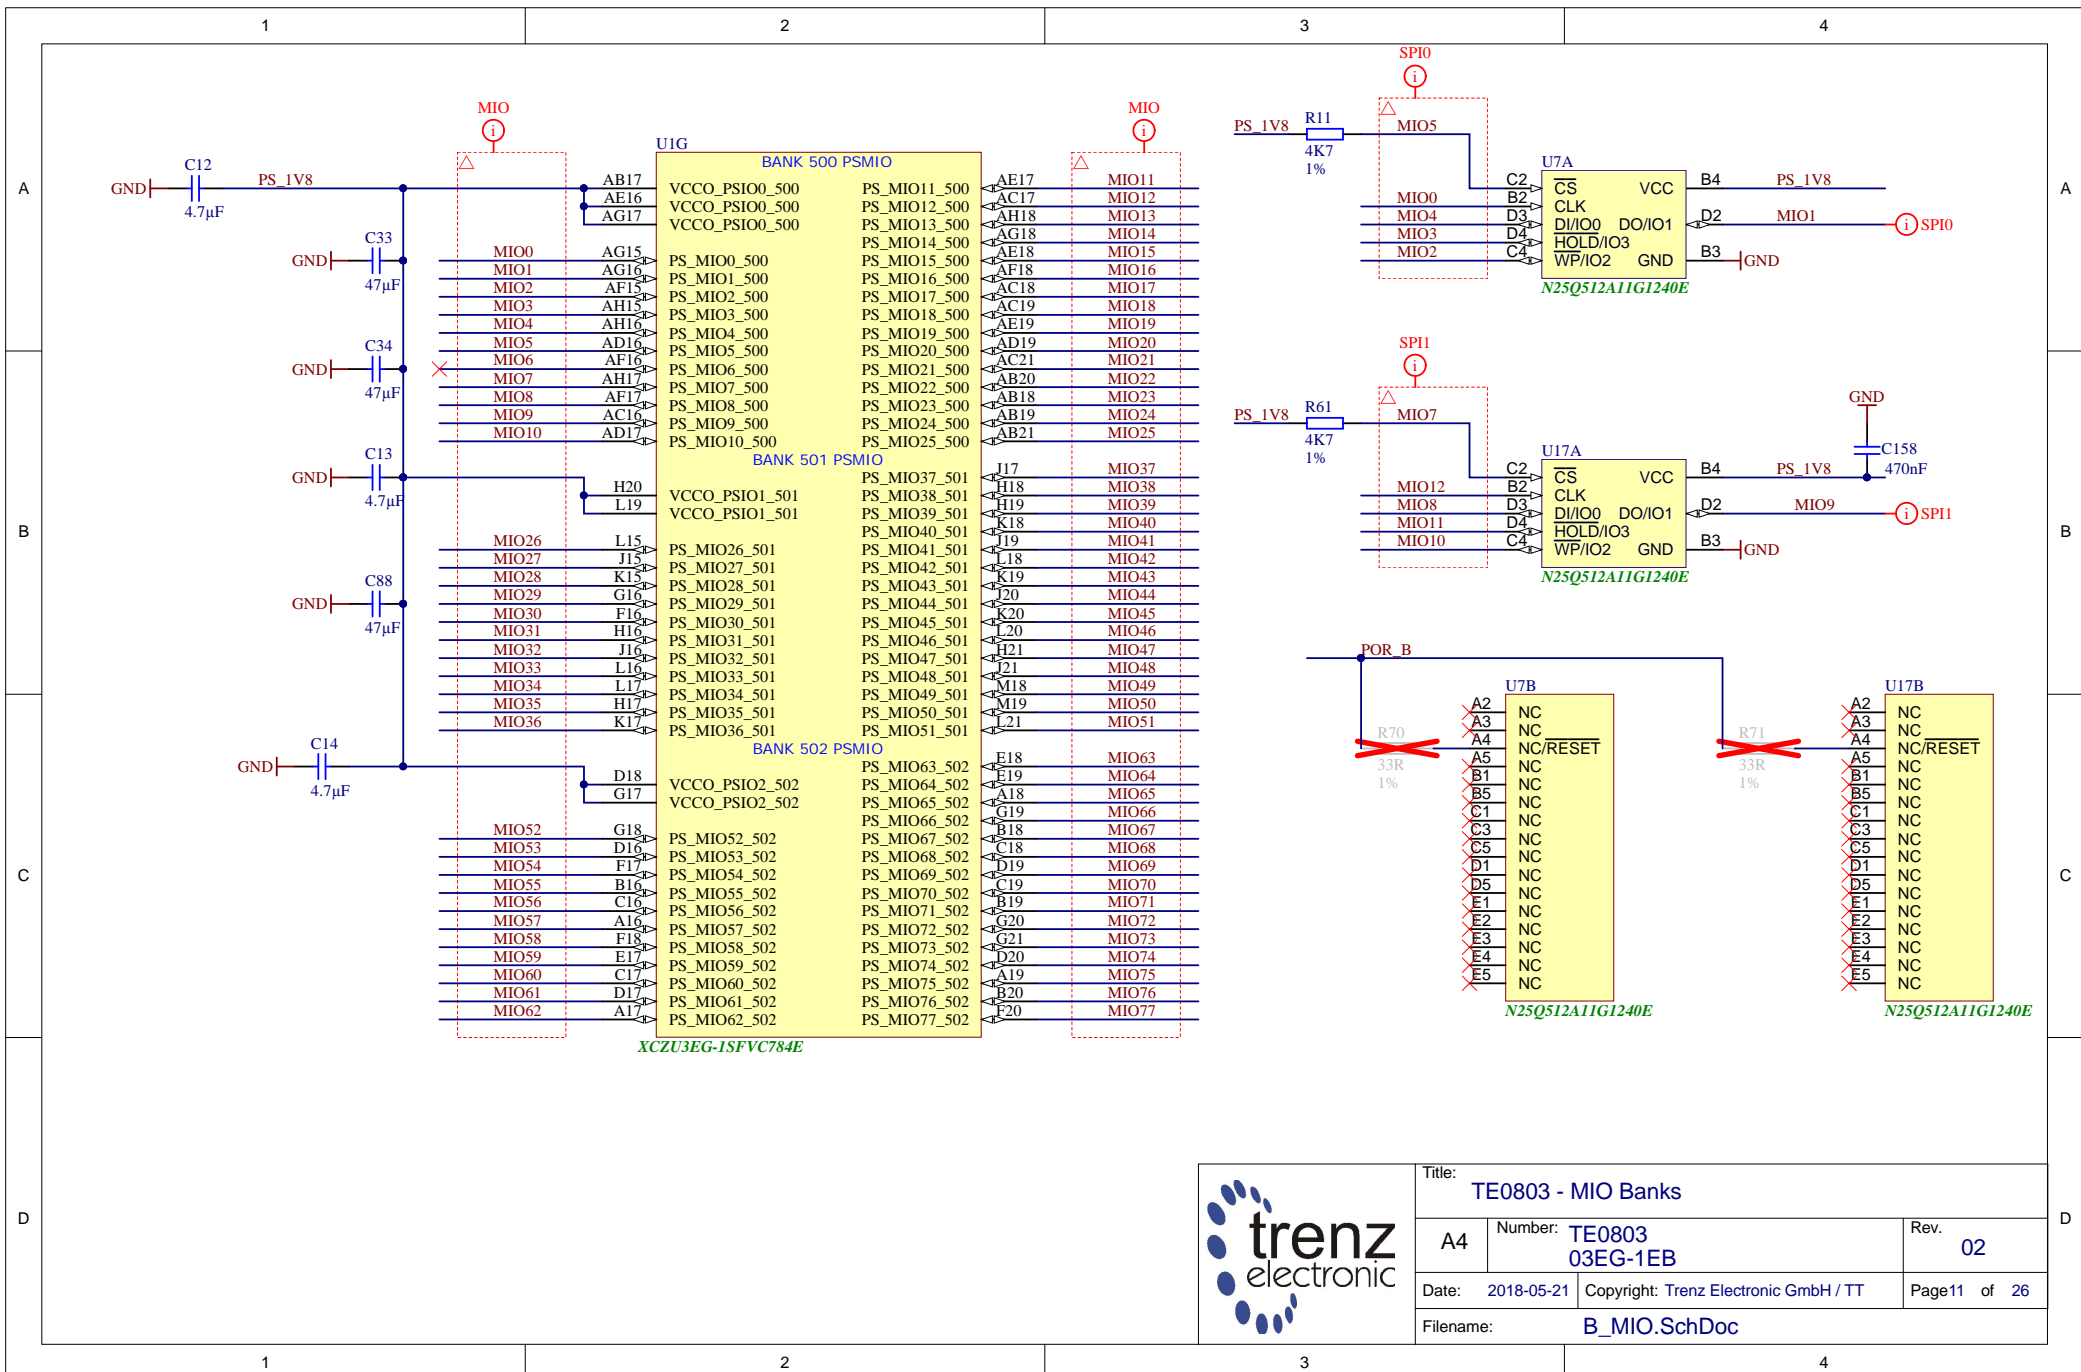 1 2 3 4
A
B
C
D
A
B
C
D
1 2 3 4
MIO
i
MIO
i
U1G
BANK 500 PSMIO
GND C12 4.7µF PS_1V8
GND C33 47µF
GND C34 47µF
GND C13 4.7µF
GND C88 47µF
GND C14 4.7µF
AB17 VCCO_PSIO0_500
AE16 VCCO_PSIO0_500
AG17 VCCO_PSIO0_500
MIO0 AG15 PS_MIO0_500
MIO1 AG16 PS_MIO1_500
MIO2 AF15 PS_MIO2_500
MIO3 AH15 PS_MIO3_500
MIO4 AH16 PS_MIO4_500
MIO5 AD16 PS_MIO5_500
MIO6 AF16 PS_MIO6_500
MIO7 AH17 PS_MIO7_500
MIO8 AF17 PS_MIO8_500
MIO9 AC16 PS_MIO9_500
MIO10 AD17 PS_MIO10_500
PS_MIO11_500 AE17 MIO11
PS_MIO12_500 AC17 MIO12
PS_MIO13_500 AH18 MIO13
PS_MIO14_500 AG18 MIO14
PS_MIO15_500 AE18 MIO15
PS_MIO16_500 AF18 MIO16
PS_MIO17_500 AC18 MIO17
PS_MIO18_500 AC19 MIO18
PS_MIO19_500 AE19 MIO19
PS_MIO20_500 AD19 MIO20
PS_MIO21_500 AC21 MIO21
PS_MIO22_500 AB20 MIO22
PS_MIO23_500 AB18 MIO23
PS_MIO24_500 AB19 MIO24
PS_MIO25_500 AB21 MIO25
BANK 501 PSMIO
H20 VCCO_PSIO1_501
L19 VCCO_PSIO1_501
MIO26 L15 PS_MIO26_501
MIO27 J15 PS_MIO27_501
MIO28 K15 PS_MIO28_501
MIO29 G16 PS_MIO29_501
MIO30 F16 PS_MIO30_501
MIO31 H16 PS_MIO31_501
MIO32 J16 PS_MIO32_501
MIO33 L16 PS_MIO33_501
MIO34 L17 PS_MIO34_501
MIO35 H17 PS_MIO35_501
MIO36 K17 PS_MIO36_501
PS_MIO37_501 J17 MIO37
PS_MIO38_501 H18 MIO38
PS_MIO39_501 H19 MIO39
PS_MIO40_501 K18 MIO40
PS_MIO41_501 J19 MIO41
PS_MIO42_501 L18 MIO42
PS_MIO43_501 K19 MIO43
PS_MIO44_501 J20 MIO44
PS_MIO45_501 K20 MIO45
PS_MIO46_501 L20 MIO46
PS_MIO47_501 H21 MIO47
PS_MIO48_501 J21 MIO48
PS_MIO49_501 M18 MIO49
PS_MIO50_501 M19 MIO50
PS_MIO51_501 L21 MIO51
BANK 502 PSMIO
D18 VCCO_PSIO2_502
G17 VCCO_PSIO2_502
MIO52 G18 PS_MIO52_502
MIO53 D16 PS_MIO53_502
MIO54 F17 PS_MIO54_502
MIO55 B16 PS_MIO55_502
MIO56 C16 PS_MIO56_502
MIO57 A16 PS_MIO57_502
MIO58 F18 PS_MIO58_502
MIO59 E17 PS_MIO59_502
MIO60 C17 PS_MIO60_502
MIO61 D17 PS_MIO61_502
MIO62 A17 PS_MIO62_502
PS_MIO63_502 E18 MIO63
PS_MIO64_502 E19 MIO64
PS_MIO65_502 A18 MIO65
PS_MIO66_502 G19 MIO66
PS_MIO67_502 B18 MIO67
PS_MIO68_502 C18 MIO68
PS_MIO69_502 D19 MIO69
PS_MIO70_502 C19 MIO70
PS_MIO71_502 B19 MIO71
PS_MIO72_502 G20 MIO72
PS_MIO73_502 G21 MIO73
PS_MIO74_502 D20 MIO74
PS_MIO75_502 A19 MIO75
PS_MIO76_502 B20 MIO76
PS_MIO77_502 F20 MIO77
XCZU3EG-1SFVC784E
SPI0
i
PS_1V8 R11 4K7 1% MIO5
U7A
C2 CS VCC B4 PS_1V8
MIO0 B2 CLK
MIO4 D3 DI/IO0 DO/IO1 D2 MIO1 i SPI0
MIO3 D4 HOLD/IO3
MIO2 C4 WP/IO2 GND B3 GND
N25Q512A11G1240E
SPI1
i
PS_1V8 R61 4K7 1% MIO7
GND
C158
470nF
U17A
C2 CS VCC B4 PS_1V8
MIO12 B2 CLK
MIO8 D3 DI/IO0 DO/IO1 D2 MIO9 i SPI1
MIO11 D4 HOLD/IO3
MIO10 C4 WP/IO2 GND B3 GND
N25Q512A11G1240E
POR_B
R70
33R
1%
U7B
A2 NC
A3 NC
A4 NC/RESET
A5 NC
B1 NC
B5 NC
C1 NC
C3 NC
C5 NC
D1 NC
D5 NC
E1 NC
E2 NC
E3 NC
E4 NC
E5 NC
N25Q512A11G1240E
R71
33R
1%
U17B
A2 NC
A3 NC
A4 NC/RESET
A5 NC
B1 NC
B5 NC
C1 NC
C3 NC
C5 NC
D1 NC
D5 NC
E1 NC
E2 NC
E3 NC
E4 NC
E5 NC
N25Q512A11G1240E
trenz
electronic
Title:
TE0803 - MIO Banks
A4
Number: TE0803
03EG-1EB
Rev.
02
Date: 2018-05-21 Copyright: Trenz Electronic GmbH / TT Page11 of 26
Filename: B_MIO.SchDoc